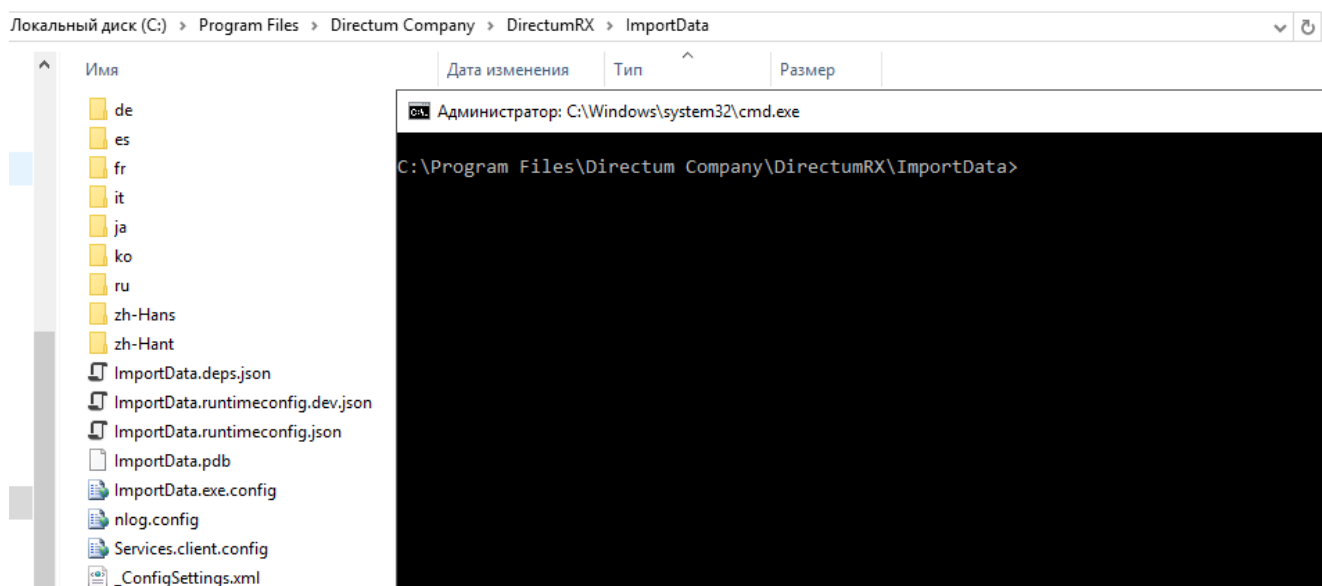 Локальный диск (C:) > Program Files > Directum Company > DirectumRX > ImportData
Имя Дата изменения Тип Размер
de
es
fr
it
ja
ko
ru
zh-Hans
zh-Hant
ImportData.deps.json
ImportData.runtimeconfig.dev.json
ImportData.runtimeconfig.json
ImportData.pdb
ImportData.exe.config
nlog.config
Services.client.config
_ConfigSettings.xml
Администратор: C:\Windows\system32\cmd.exe
C:\Program Files\Directum Company\DirectumRX\ImportData>